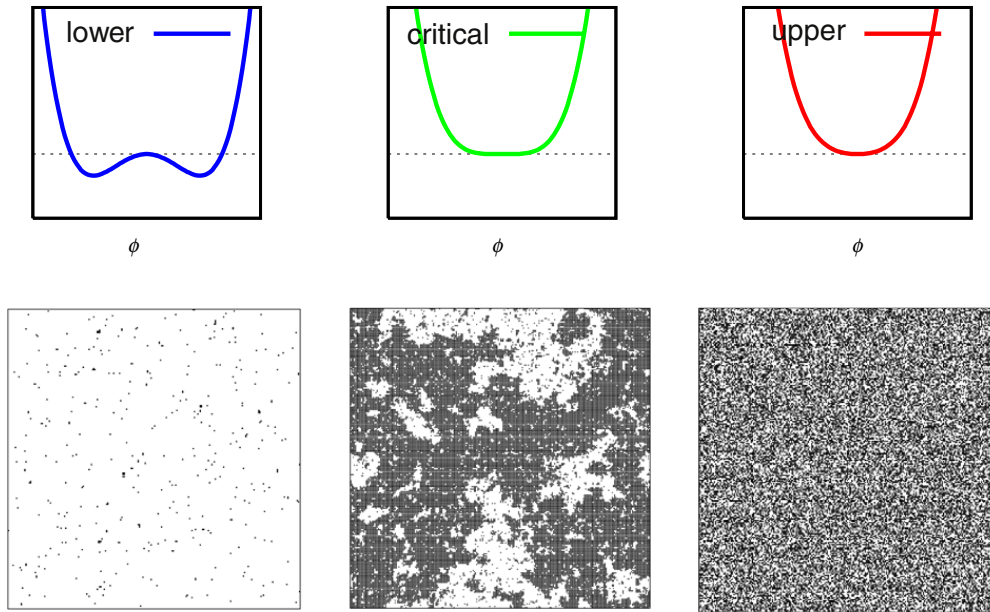 lower
critical
upper
ϕ
ϕ
ϕ